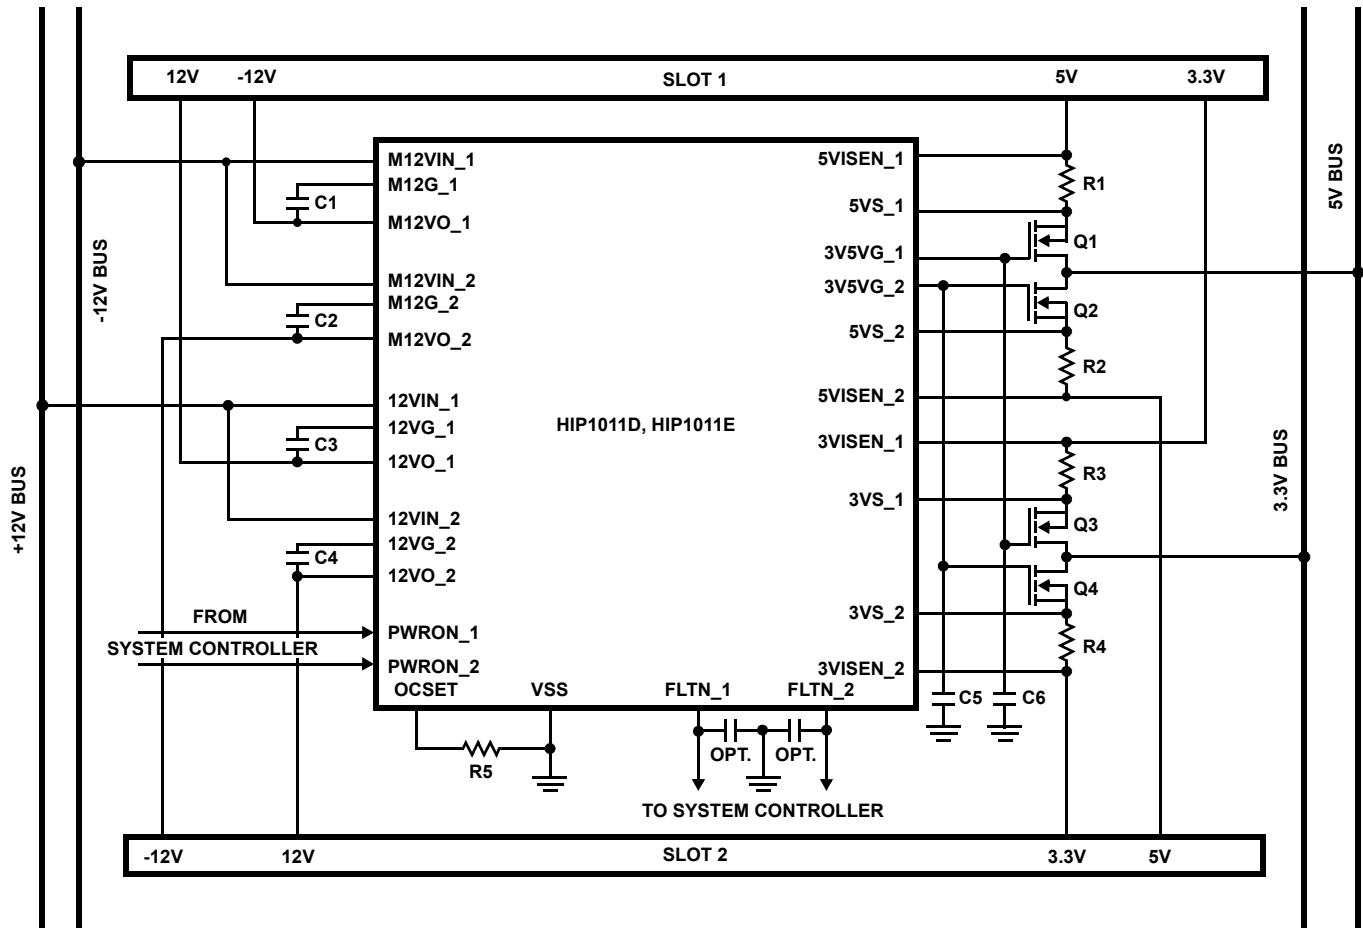 12V -12V SLOT 1 5V 3.3V
M12VIN_1
M12G_1
C1
M12VO_1
M12VIN_2
M12G_2
C2
M12VO_2
12VIN_1
12VG_1
C3
12VO_1
12VIN_2
12VG_2
C4
12VO_2
FROM
SYSTEM CONTROLLER
PWRON_1
PWRON_2
OCSET
VSS
FLTN_1
FLTN_2
HIP1011D, HIP1011E
5VISEN_1
5VS_1
3V5VG_1
3V5VG_2
5VS_2
5VISEN_2
3VISEN_1
3VS_1
3VS_2
3VISEN_2
R1
Q1
Q2
R2
R3
Q3
Q4
R4
C5
C6
R5
OPT.
OPT.
TO SYSTEM CONTROLLER
-12V 12V SLOT 2 3.3V 5V
+12V BUS
-12V BUS
3.3V BUS
5V BUS